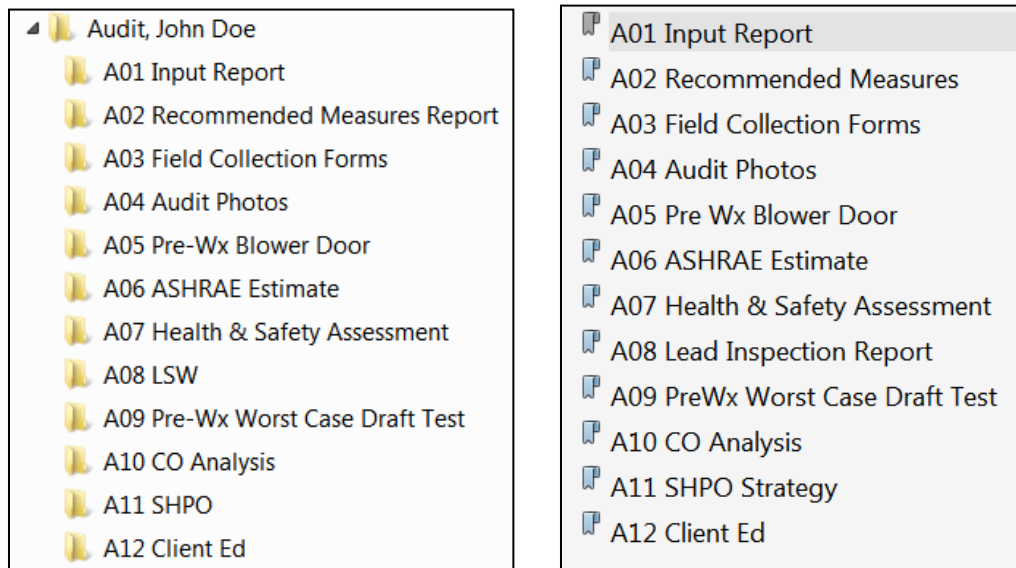 Audit, John Doe
A01 Input Report
A02 Recommended Measures Report
A03 Field Collection Forms
A04 Audit Photos
A05 Pre-Wx Blower Door
A06 ASHRAE Estimate
A07 Health & Safety Assessment
A08 LSW
A09 Pre-Wx Worst Case Draft Test
A10 CO Analysis
A11 SHPO
A12 Client Ed
A01 Input Report
A02 Recommended Measures
A03 Field Collection Forms
A04 Audit Photos
A05 Pre Wx Blower Door
A06 ASHRAE Estimate
A07 Health & Safety Assessment
A08 Lead Inspection Report
A09 PreWx Worst Case Draft Test
A10 CO Analysis
A11 SHPO Strategy
A12 Client Ed